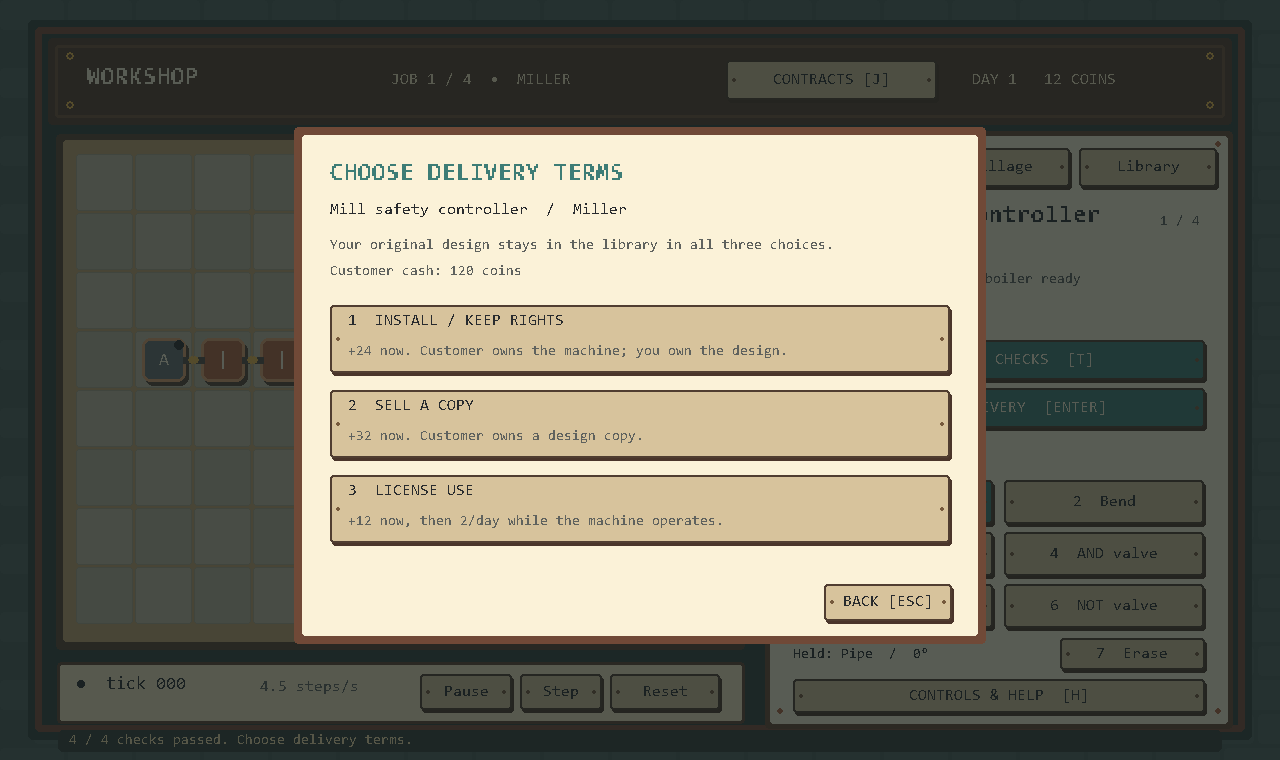 WORKSHOP
JOB 1 / 4 • MILLER
CONTRACTS [J]
DAY 1 12 COINS
Library
1 / 4
boiler ready
CHECKS [T]
[ENTER]
2 Bend
4 AND valve
6 NOT valve
Held: Pipe / 0°
7 Erase
CONTROLS & HELP [H]
A
CHOOSE DELIVERY TERMS
Mill safety controller / Miller
Your original design stays in the library in all three choices.
Customer cash: 120 coins
1 INSTALL / KEEP RIGHTS
+24 now. Customer owns the machine; you own the design.
2 SELL A COPY
+32 now. Customer owns a design copy.
3 LICENSE USE
+12 now, then 2/day while the machine operates.
BACK [ESC]
tick 000
4.5 steps/s
Pause
Step
Reset
4 / 4 checks passed. Choose delivery terms.